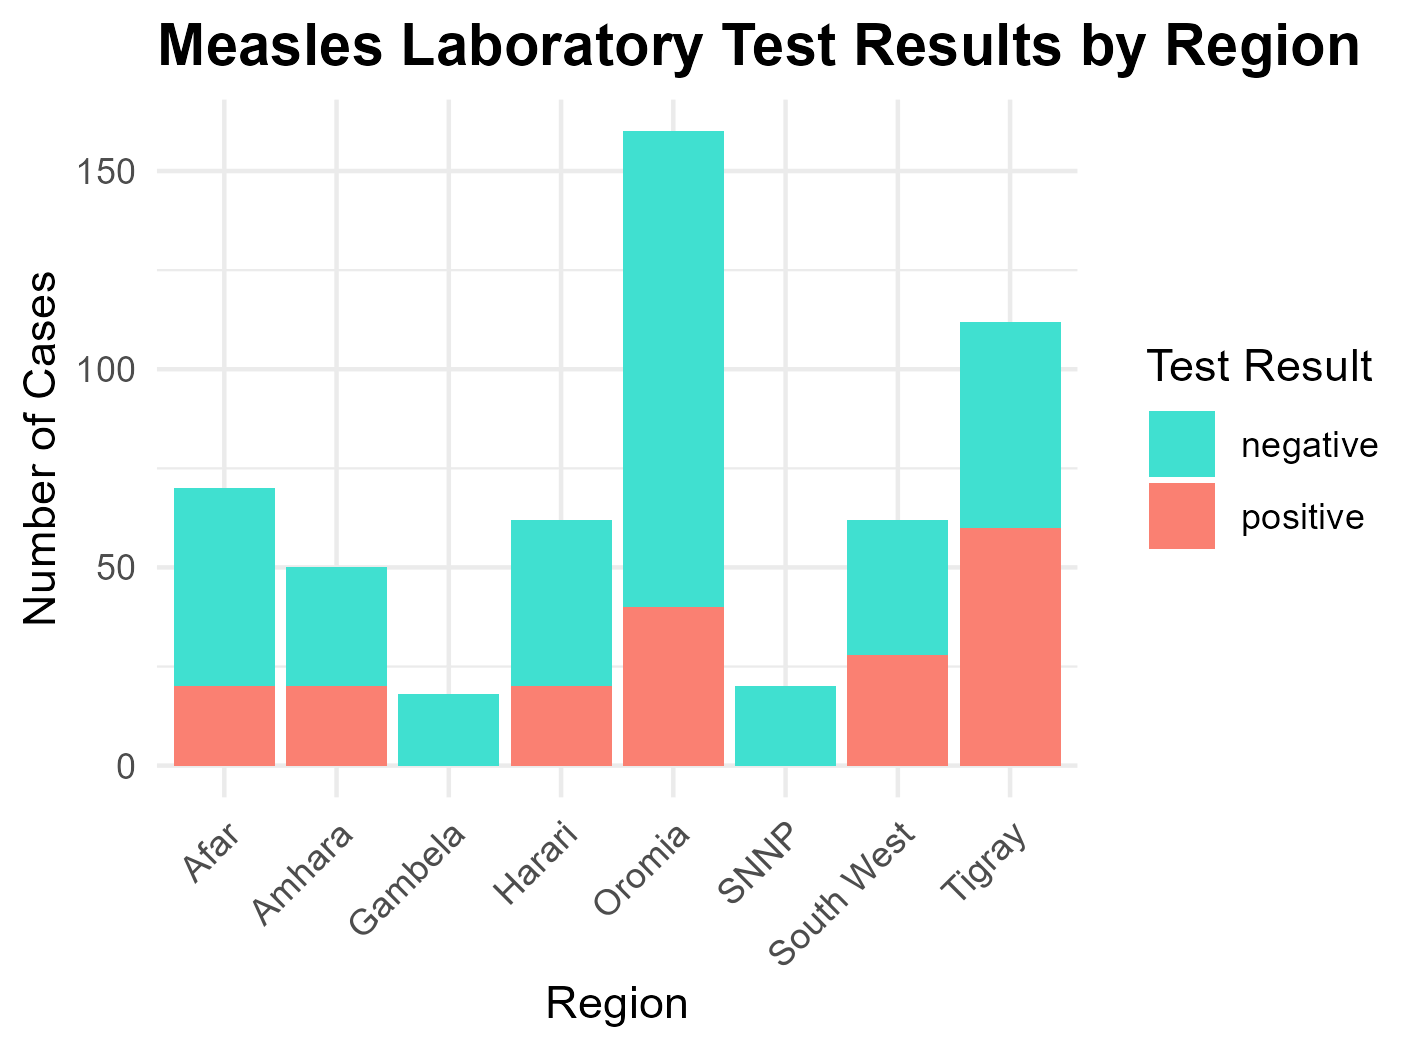 Measles Laboratory Test Results by Region
Number of Cases
150
100
50
0
Afar
Amhara
Gambela
Harari
Oromia
SNNP
South West
Tigray
Region
Test Result
negative
positive